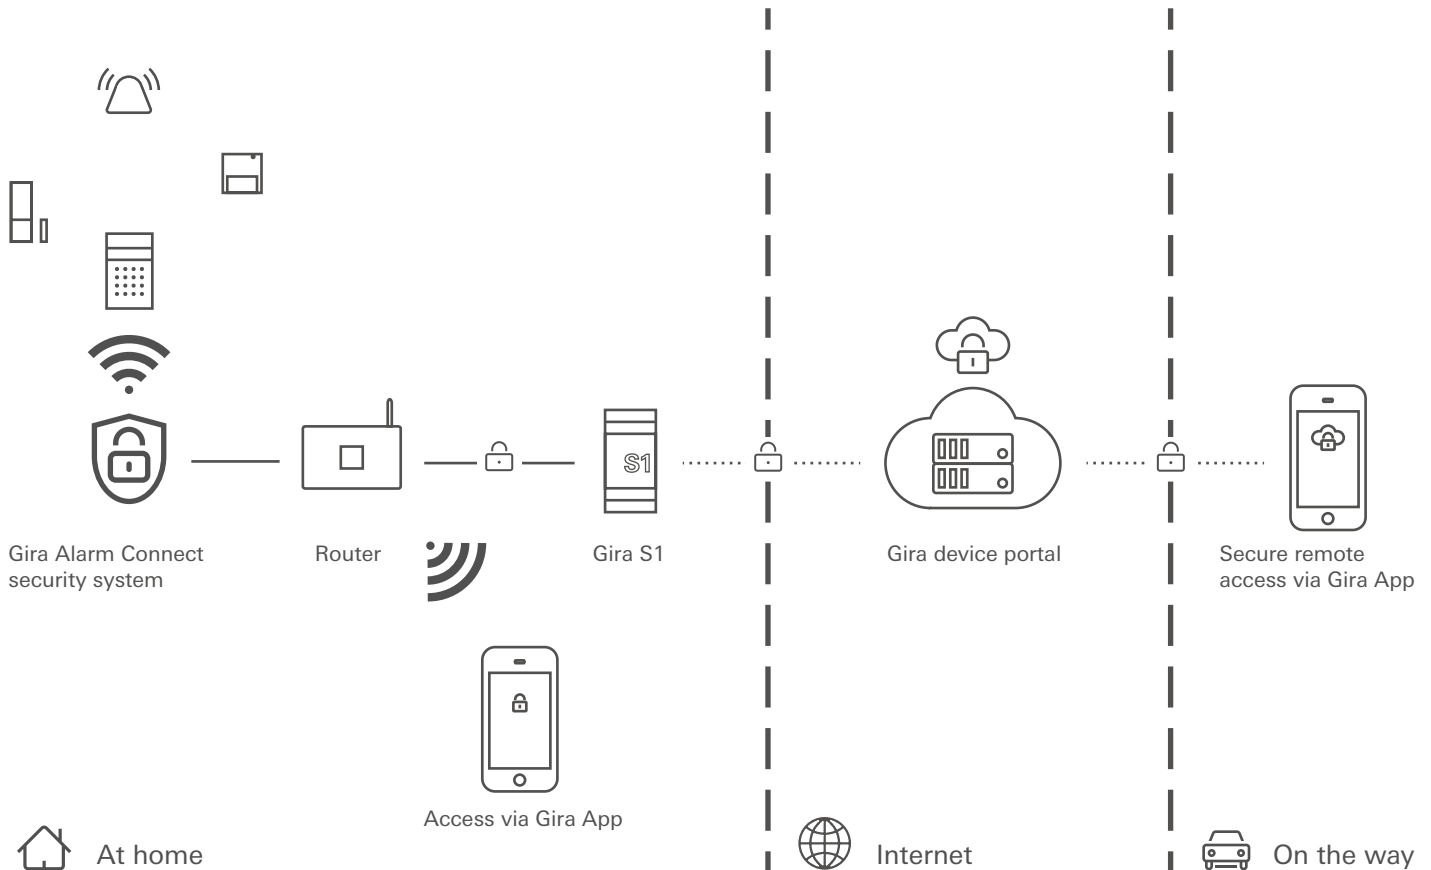 S1
Gira Alarm Connect
security system
Router
Gira S1
Gira device portal
Secure remote
access via Gira App
Access via Gira App
At home
Internet
On the way